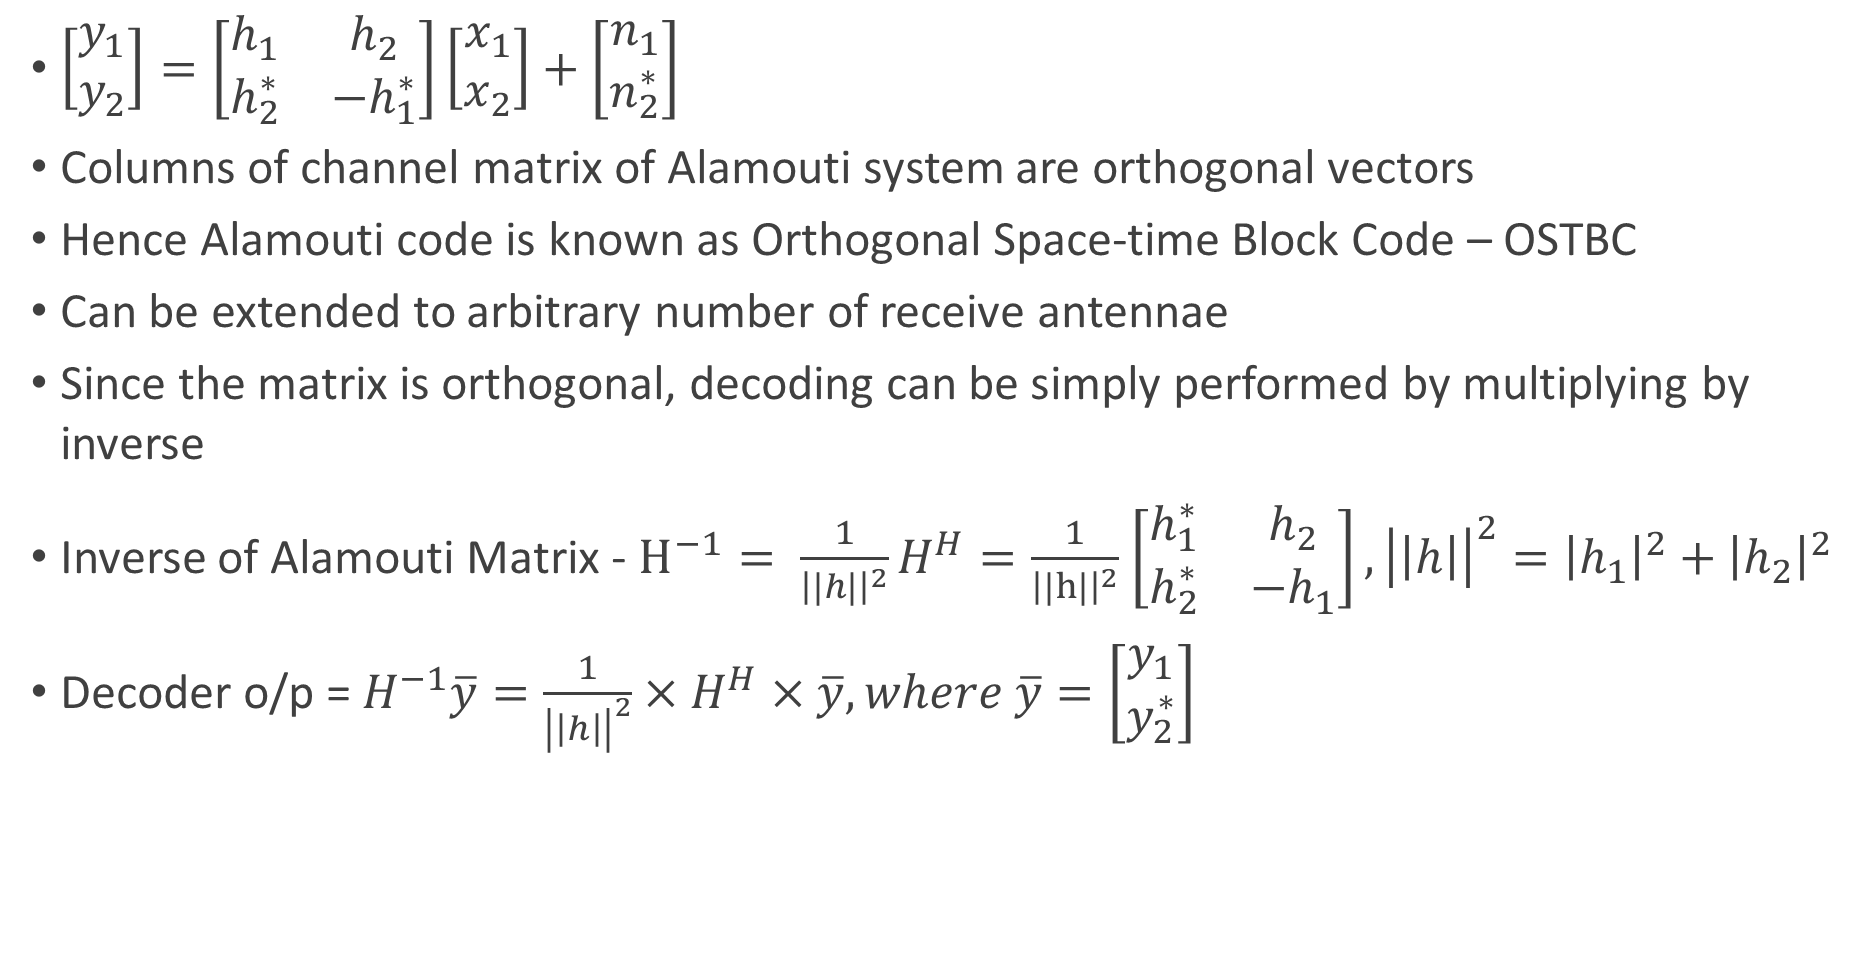 • [y₁; y₂] = [h₁ h₂; h₂* −h₁*] [x₁; x₂] + [n₁; n₂*]
• Columns of channel matrix of Alamouti system are orthogonal vectors
• Hence Alamouti code is known as Orthogonal Space-time Block Code – OSTBC
• Can be extended to arbitrary number of receive antennae
• Since the matrix is orthogonal, decoding can be simply performed by multiplying by
inverse
• Inverse of Alamouti Matrix - H⁻¹ = 1/||h||² Hᴴ = 1/||h||² [h₁* h₂; h₂* −h₁], ||h||² = |h₁|² + |h₂|²
• Decoder o/p = H⁻¹ȳ = 1/||h||² × Hᴴ × ȳ, where ȳ = [y₁; y₂*]